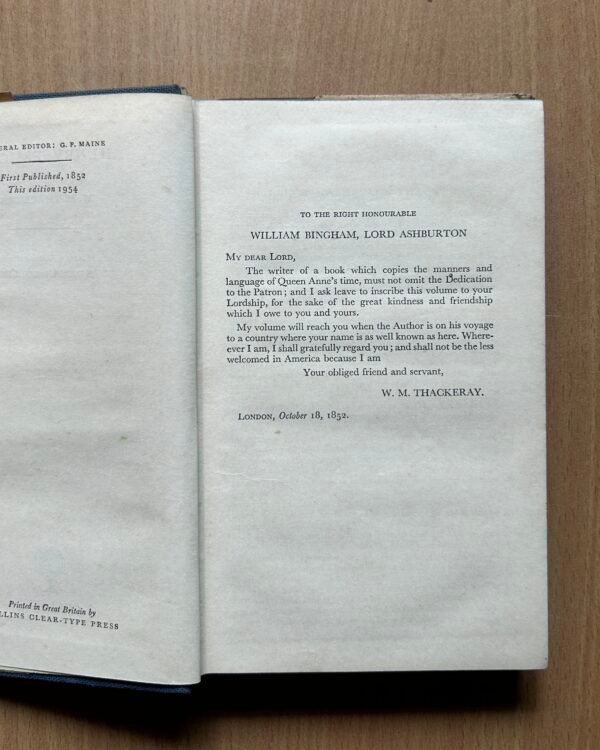 ERAL EDITOR: G. F. MAINE
First Published, 1852
This edition 1954
Printed in Great Britain by
LLINS CLEAR-TYPE PRESS
TO THE RIGHT HONOURABLE
WILLIAM BINGHAM, LORD ASHBURTON
MY DEAR LORD,
The writer of a book which copies the manners and
language of Queen Anne's time, must not omit the Dedication
to the Patron; and I ask leave to inscribe this volume to your
Lordship, for the sake of the great kindness and friendship
which I owe to you and yours.
My volume will reach you when the Author is on his voyage
to a country where your name is as well known as here. Where-
ever I am, I shall gratefully regard you; and shall not be the less
welcomed in America because I am
Your obliged friend and servant,
W. M. THACKERAY.
LONDON, October 18, 1852.